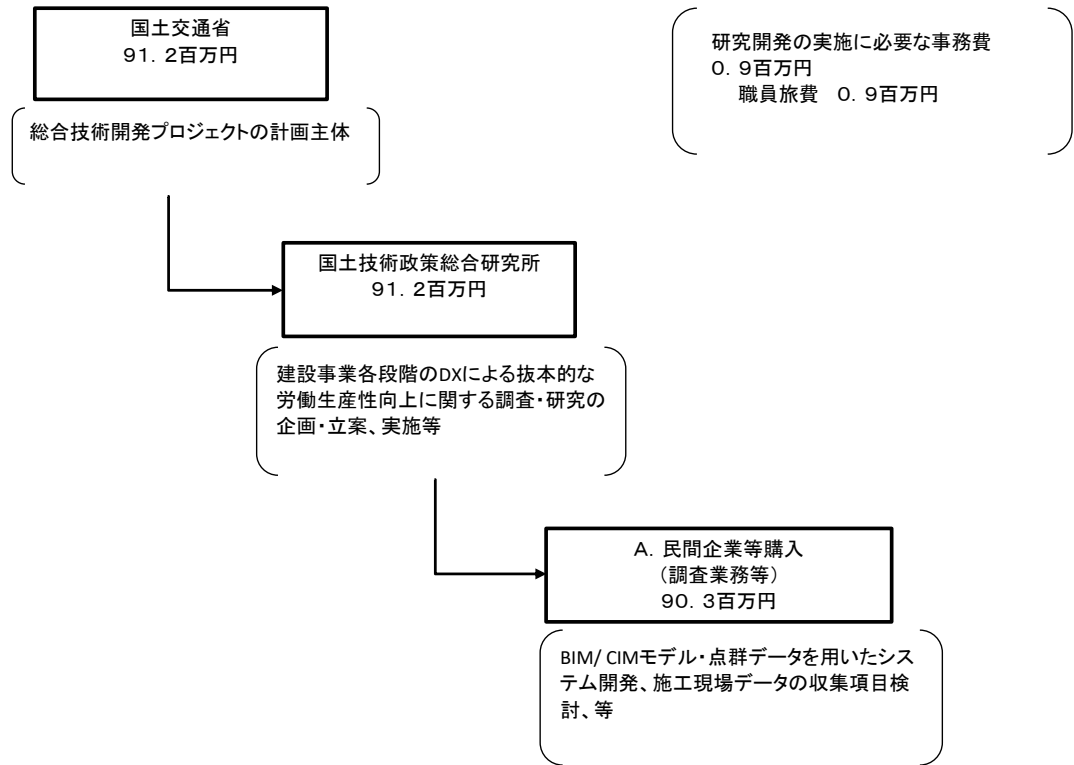 国土交通省
91．2百万円
研究開発の実施に必要な事務費
０．９百万円
職員旅費　０．９百万円
総合技術開発プロジェクトの計画主体
国土技術政策総合研究所
９１．２百万円
建設事業各段階のDXによる抜本的な
労働生産性向上に関する調査・研究の
企画・立案、実施等
A．民間企業等購入
（調査業務等）
９０．３百万円
BIM/ CIMモデル・点群データを用いたシス
テム開発、施工現場データの収集項目検
討、等